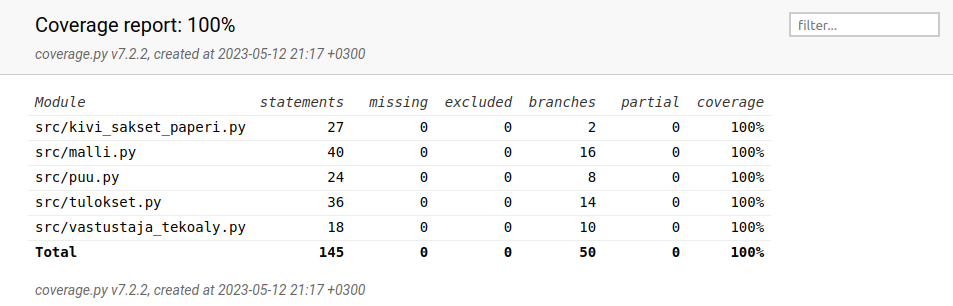 Coverage report: 100%
filter...
coverage.py v7.2.2, created at 2023-05-12 21:17 +0300
Module statements missing excluded branches partial coverage
src/kivi_sakset_paperi.py 27 0 0 2 0 100%
src/malli.py 40 0 0 16 0 100%
src/puu.py 24 0 0 8 0 100%
src/tulokset.py 36 0 0 14 0 100%
src/vastustaja_tekoaly.py 18 0 0 10 0 100%
Total 145 0 0 50 0 100%
coverage.py v7.2.2, created at 2023-05-12 21:17 +0300